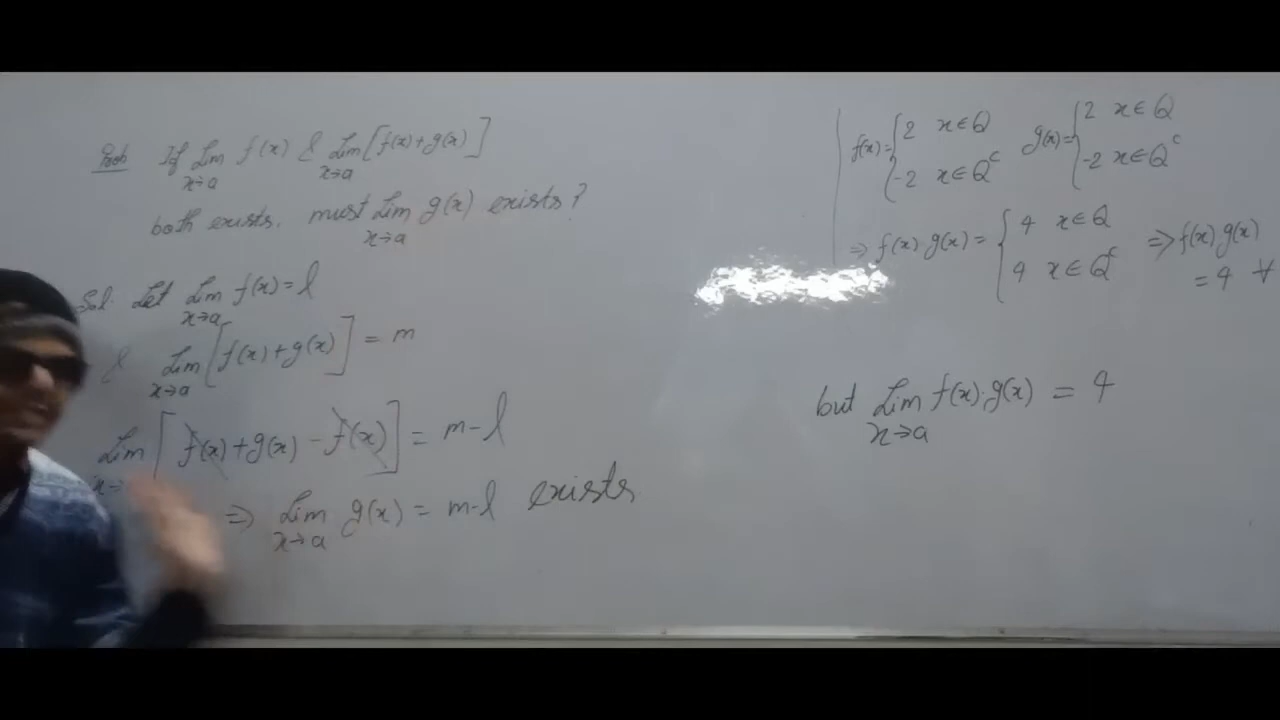 Prob If Lim f(x) & Lim [f(x)+g(x)]
x→a x→a
both exists. must Lim g(x) exists?
x→a
Sol. Let Lim f(x) = l
x→a
& Lim [f(x)+g(x)] = m
x→a
Lim [f(x)+g(x)-f(x)] = m-l
x→
⇒ Lim g(x) = m-l exists
x→a
f(x)={2 x∈Q g(x)={2 x∈Q
-2 x∈Q^c -2 x∈Q^c
⇒ f(x) g(x) = {4 x∈Q ⇒ f(x) g(x)
4 x∈Q^c = 4 ∀
but Lim f(x).g(x) = 4
x→a